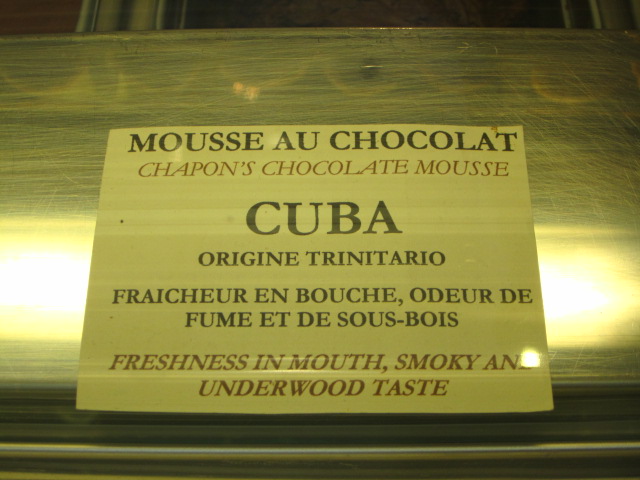 MOUSSE AU CHOCOLAT
CHAPON'S CHOCOLATE MOUSSE
CUBA
ORIGINE TRINITARIO
FRAICHEUR EN BOUCHE, ODEUR DE
FUME ET DE SOUS-BOIS
FRESHNESS IN MOUTH, SMOKY AND
UNDERWOOD TASTE